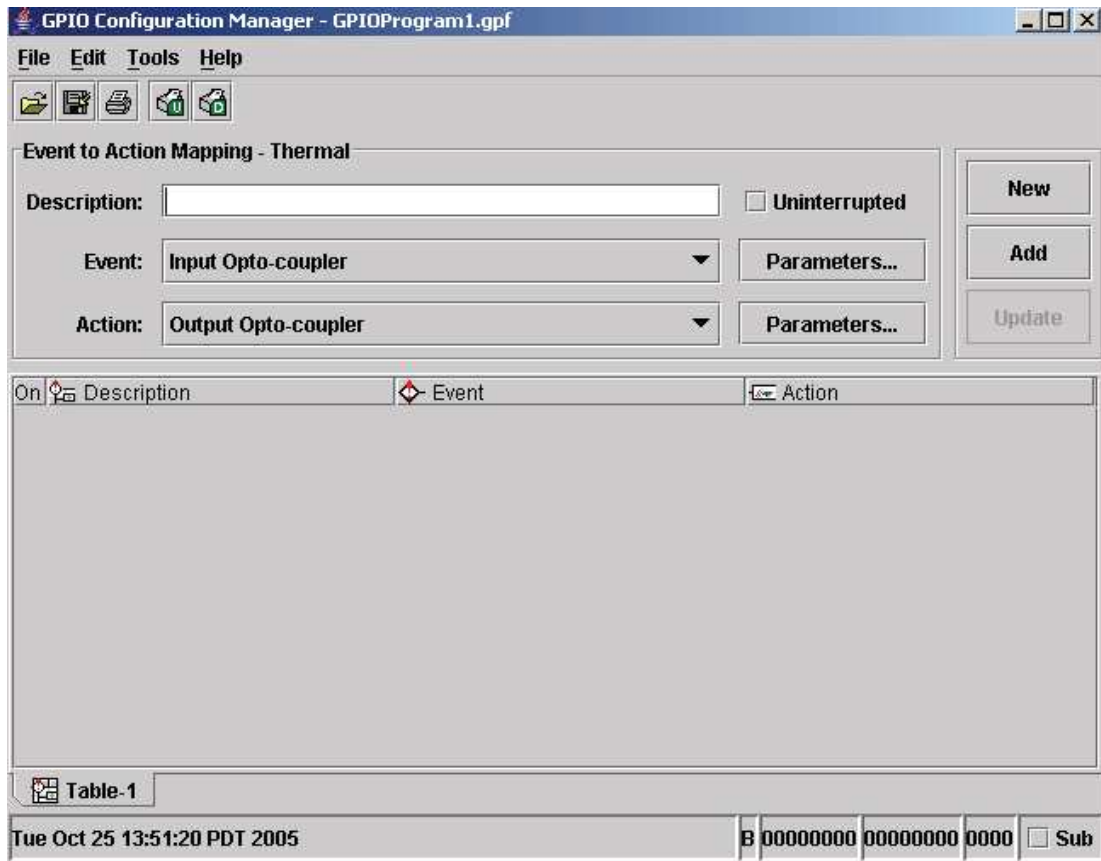 GPIO Configuration Manager - GPIOProgram1.gpf
File Edit Tools Help
U D
Event to Action Mapping - Thermal
Description: Uninterrupted
New
Event: Input Opto-coupler Parameters...
Add
Action: Output Opto-coupler Parameters...
Update
On Description Event Action
Table-1
Tue Oct 25 13:51:20 PDT 2005 B 00000000 00000000 0000 Sub